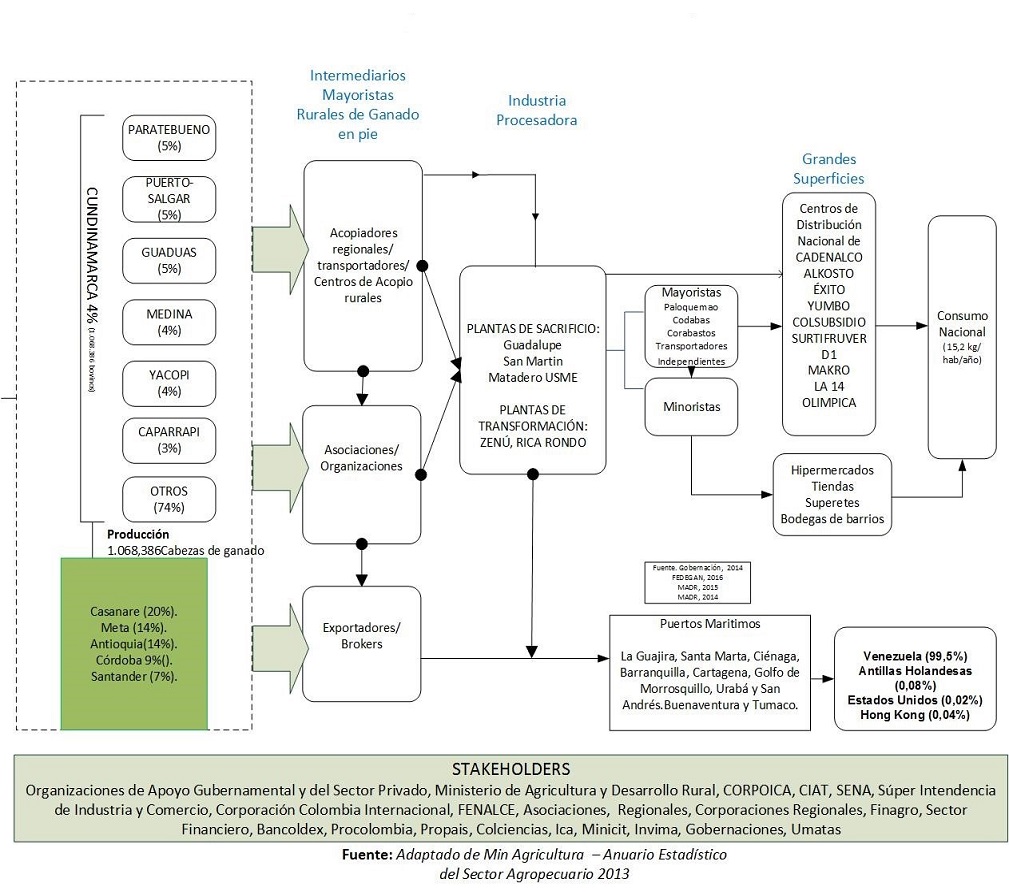 CUNDINAMARCA 4% (1.068,386 bovinos)
PARATEBUENO
(5%)
PUERTO-
SALGAR
(5%)
GUADUAS
(5%)
MEDINA
(4%)
YACOPI
(4%)
CAPARRAPI
(3%)
OTROS
(74%)
Producción
1.068,386Cabezas de ganado
Casanare (20%).
Meta (14%).
Antioquia(14%).
Córdoba 9%().
Santander (7%).
Intermediarios
Mayoristas
Rurales de Ganado
en pie
Acopiadores
regionales/
transportadores/
Centros de Acopio
rurales
Asociaciones/
Organizaciones
Exportadores/
Brokers
Industria
Procesadora
PLANTAS DE SACRIFICIO:
Guadalupe
San Martin
Matadero USME
PLANTAS DE
TRANSFORMACIÓN:
ZENÚ, RICA RONDO
Mayoristas
Paloquemao
Codabas
Corabastos
Transportadores
Independientes
Minoristas
Grandes
Superficies
Centros de
Distribución
Nacional de
CADENALCO
ALKOSTO
ÉXITO
YUMBO
COLSUBSIDIO
SURTIFRUVER
D1
MAKRO
LA 14
OLIMPICA
Hipermercados
Tiendas
Superetes
Bodegas de barrios
Consumo
Nacional
(15,2 kg/
hab/año)
Fuente. Gobernación, 2014
FEDEGAN, 2016
MADR, 2015
MADR, 2014
Puertos Maritimos
La Guajira, Santa Marta, Ciénaga,
Barranquilla, Cartagena, Golfo de
Morrosquillo, Urabá y San
Andrés.Buenaventura y Tumaco.
Venezuela (99,5%)
Antillas Holandesas
(0,08%)
Estados Unidos (0,02%)
Hong Kong (0,04%)
STAKEHOLDERS
Organizaciones de Apoyo Gubernamental y del Sector Privado, Ministerio de Agricultura y Desarrollo Rural, CORPOICA, CIAT, SENA, Súper Intendencia
de Industria y Comercio, Corporación Colombia Internacional, FENALCE, Asociaciones, Regionales, Corporaciones Regionales, Finagro, Sector
Financiero, Bancoldex, Procolombia, Propais, Colciencias, Ica, Minicit, Invima, Gobernaciones, Umatas
Fuente: Adaptado de Min Agricultura – Anuario Estadístico
del Sector Agropecuario 2013